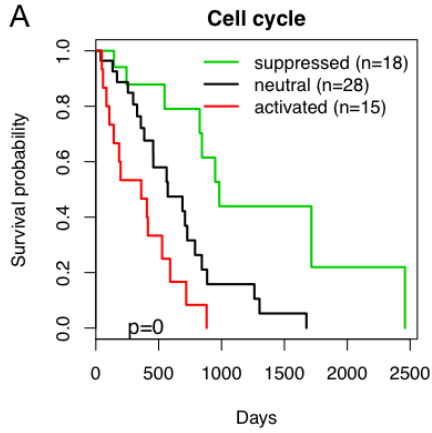 A
Cell cycle
suppressed (n=18)
neutral (n=28)
activated (n=15)
Survival probability
1.0
0.8
0.6
0.4
0.2
0.0
p=0
0 500 1000 1500 2000 2500
Days